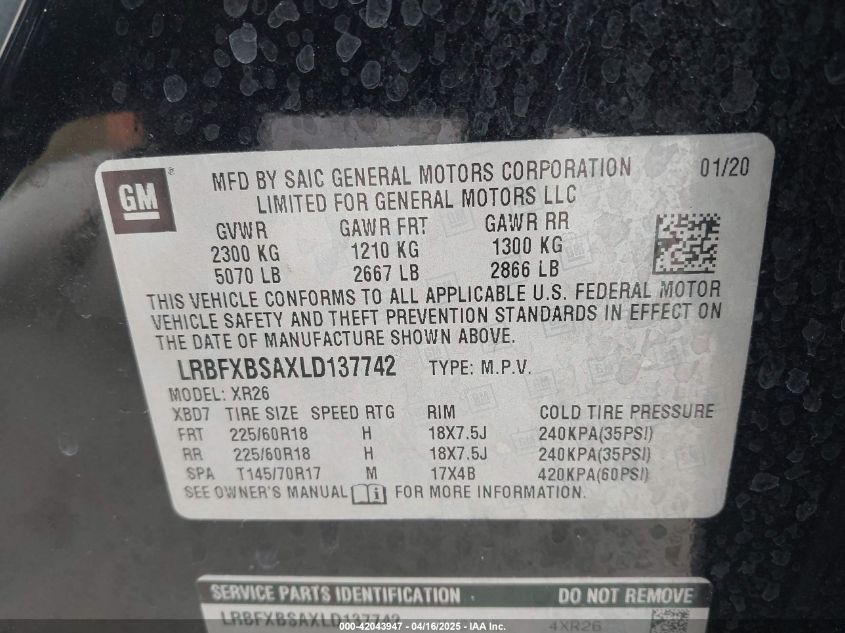 GM ®
MFD BY SAIC GENERAL MOTORS CORPORATION 01/20
LIMITED FOR GENERAL MOTORS LLC
GVWR GAWR FRT GAWR RR
2300 KG 1210 KG 1300 KG
5070 LB 2667 LB 2866 LB
THIS VEHICLE CONFORMS TO ALL APPLICABLE U.S. FEDERAL MOTOR
VEHICLE SAFETY AND THEFT PREVENTION STANDARDS IN EFFECT ON
THE DATE OF MANUFACTURE SHOWN ABOVE.
LRBFXBSAXLD137742 TYPE: M.P.V.
MODEL: XR26
XBD7 TIRE SIZE SPEED RTG RIM COLD TIRE PRESSURE
FRT 225/60R18 H 18X7.5J 240KPA(35PSI)
RR 225/60R18 H 18X7.5J 240KPA(35PSI)
SPA T145/70R17 M 17X4B 420KPA(60PSI)
SEE OWNER'S MANUAL FOR MORE INFORMATION.
SERVICE PARTS IDENTIFICATION DO NOT REMOVE
LRBFXBSAXLD137742 4XR26
000-42043947 - 04/16/2025 - IAA Inc.